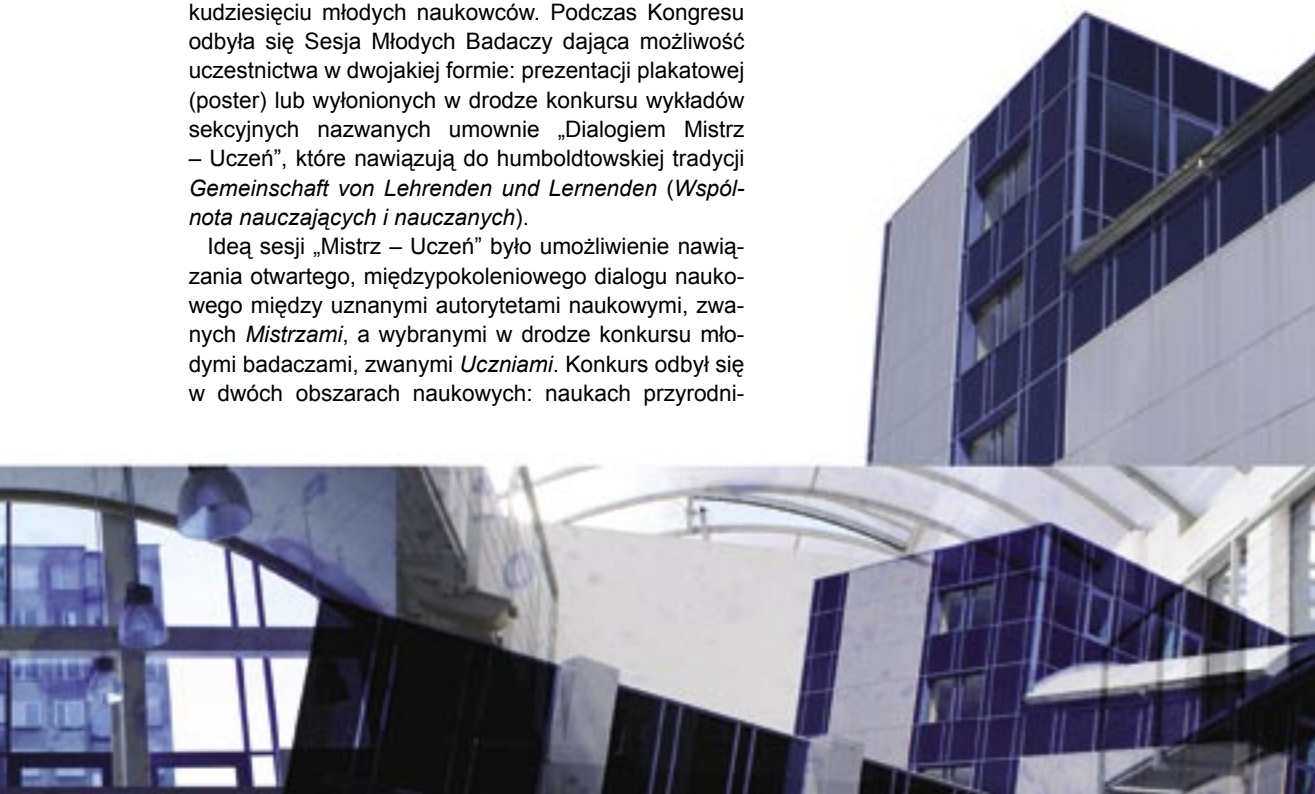 kudziesięciu młodych naukowców. Podczas Kongresu
odbyła się Sesja Młodych Badaczy dająca możliwość
uczestnictwa w dwojakiej formie: prezentacji plakatowej
(poster) lub wyłonionych w drodze konkursu wykładów
sekcyjnych nazwanych umownie „Dialogiem Mistrz
– Uczeń”, które nawiązują do humboldtowskiej tradycji
Gemeinschaft von Lehrenden und Lernenden (Wspól-
nota nauczających i nauczanych).
Ideą sesji „Mistrz – Uczeń” było umożliwienie nawią-
zania otwartego, międzypokoleniowego dialogu nauko-
wego między uznanymi autorytetami naukowymi, zwa-
nych Mistrzami, a wybranymi w drodze konkursu mło-
dymi badaczami, zwanymi Uczniami. Konkurs odbył się
w dwóch obszarach naukowych: naukach przyrodni-